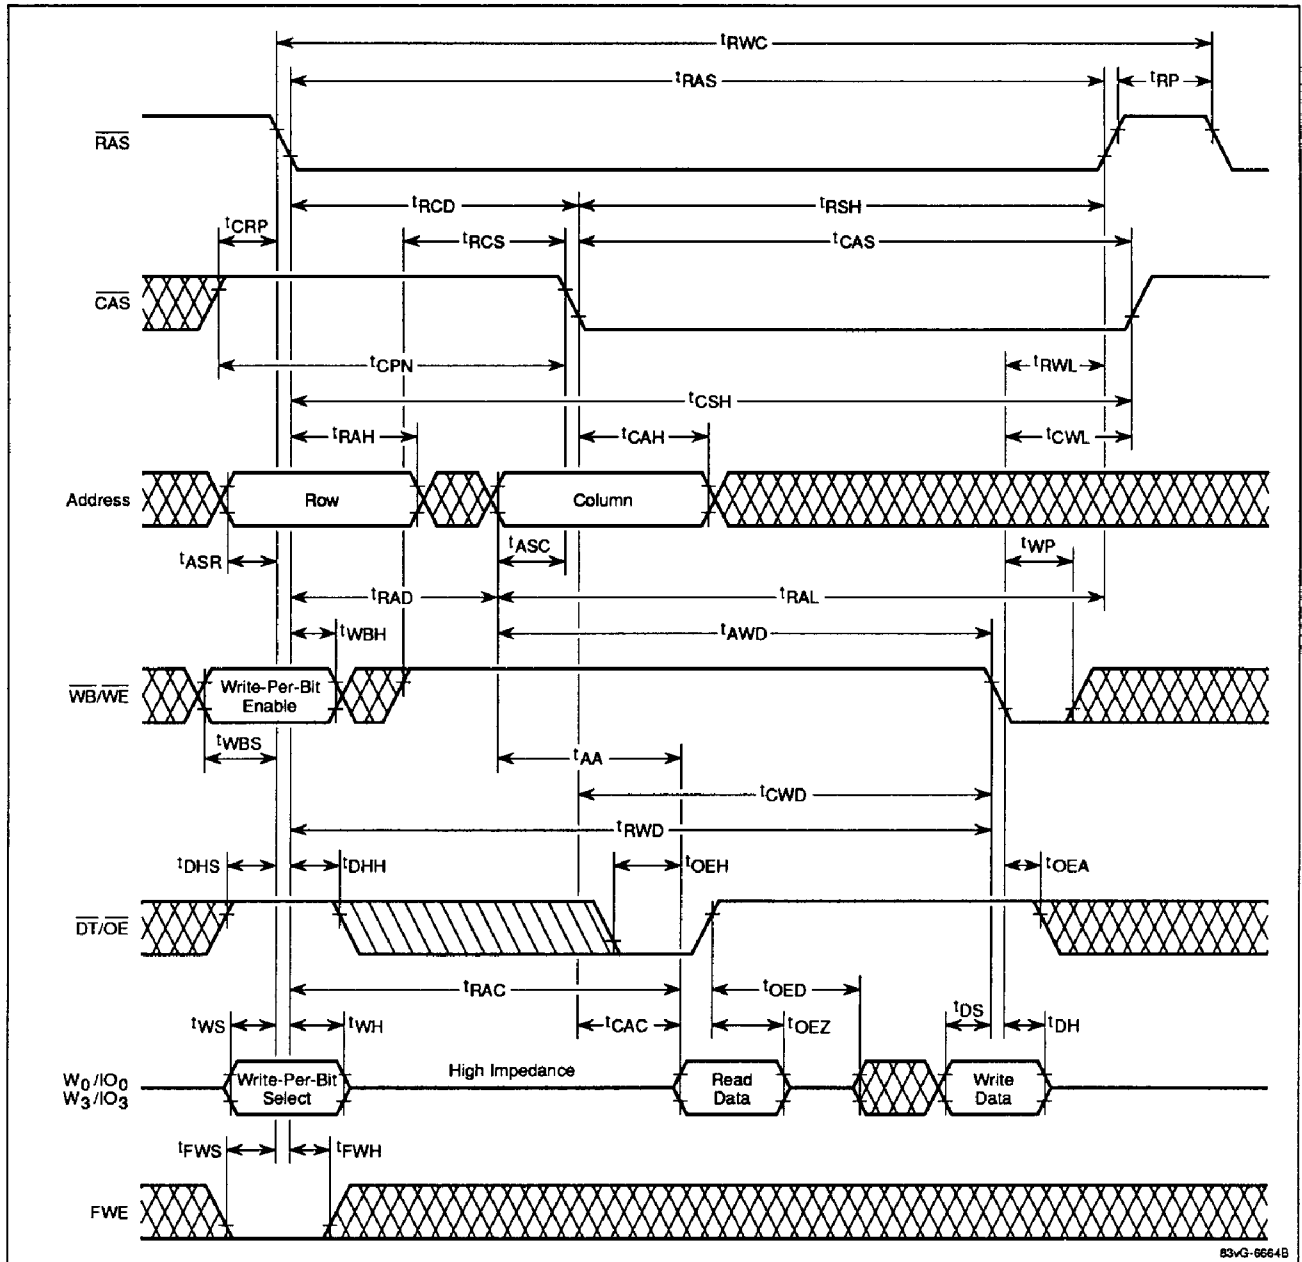 tRWC
tRAS
tRP
RAS
tRCD
tRSH
tCRP
tRCS
tCAS
CAS
tCPN
tRWL
tCSH
tRAH
tCAH
tCWL
Address
Row
Column
tASR
tASC
tWP
tRAD
tRAL
tWBH
tAWD
WB/WE
Write-Per-Bit
Enable
tWBS
tAA
tCWD
tRWD
tDHS
tDHH
tOEH
tOEA
DT/OE
tRAC
tOED
tWS
tWH
tCAC
tOEZ
tDS
tDH
W0/IO0
W3/IO3
Write-Per-Bit
Select
High Impedance
Read
Data
Write
Data
tFWS
tFWH
FWE
83vG-6664B